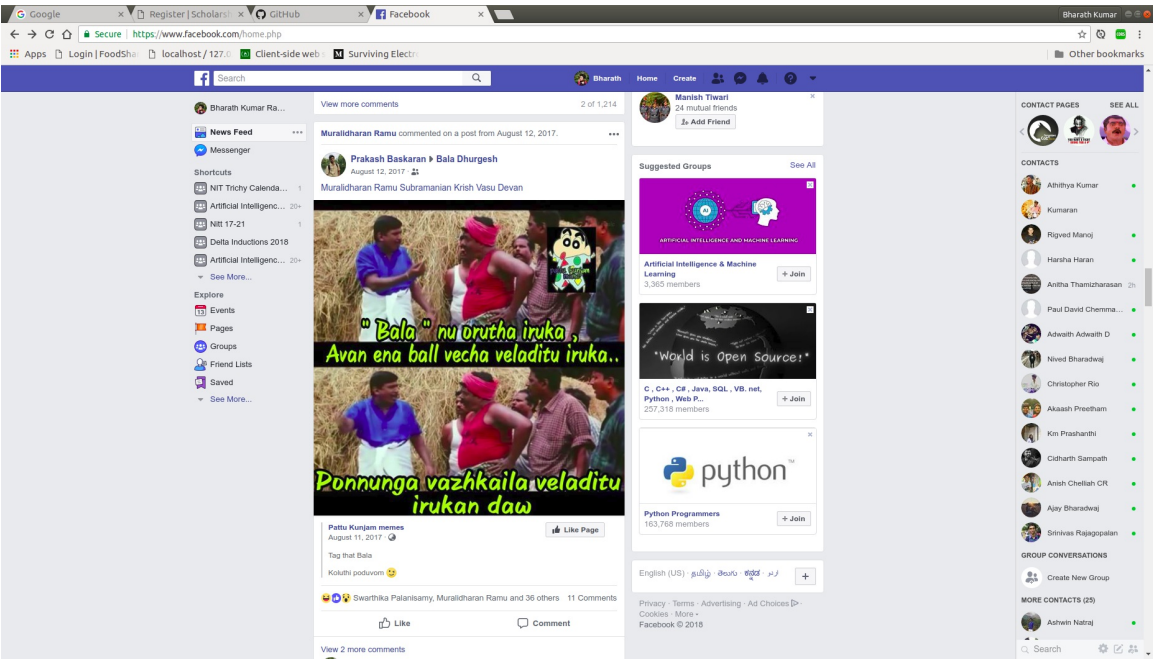 Google
Register | Scholarsh
GitHub
Facebook
Bharath Kumar
Secure
https://www.facebook.com/home.php
Apps
Login | FoodSha
localhost / 127.0
Client-side web s
Surviving Electr
Other bookmarks
Search
Bharath
Home
Create
Bharath Kumar Ra...
News Feed
Messenger
Shortcuts
NIT Trichy Calenda... 1
Artificial Intelligenc... 20+
Nitt 17-21 1
Delta Inductions 2018
Artificial Intelligenc... 20+
See More...
Explore
Events
Pages
Groups
Friend Lists
Saved
See More...
View more comments
2 of 1,214
Muralidharan Ramu commented on a post from August 12, 2017.
Prakash Baskaran ▸ Bala Dhurgesh
August 12, 2017 ·
Muralidharan Ramu Subramanian Krish Vasu Devan
" Bala " nu orutha iruka ,
Avan ena ball vecha veladitu iruka..
Ponnunga vazhkaila veladitu
irukan daw
Pattu Kunjam memes
August 11, 2017 ·
Like Page
Tag that Bala
Koluthi poduvom
Swarthika Palanisamy, Muralidharan Ramu and 36 others
11 Comments
Like
Comment
View 2 more comments
Manish Tiwari
24 mutual friends
Add Friend
Suggested Groups
See All
AI
ARTIFICIAL INTELLIGENCE AND MACHINE LEARNING
Artificial Intelligence & Machine
Learning
3,365 members
+ Join
"World is Open Source!"
C , C++ , C# , Java, SQL , VB. net,
Python , Web P...
257,318 members
+ Join
python™
Python Programmers
163,768 members
+ Join
English (US) · தமிழ் · తెలుగు · ಕನ್ನಡ · اردو
Privacy · Terms · Advertising · Ad Choices ·
Cookies · More
Facebook © 2018
CONTACT PAGES
SEE ALL
CONTACTS
Athithya Kumar
Kumaran
Rigved Manoj
Harsha Haran
Anitha Thamizharasan 2h
Paul David Chemma...
Adwaith Adwaith D
Nived Bharadwaj
Christopher Rio
Akaash Preetham
Km Prashanthi
Cidharth Sampath
Anish Chelliah CR
Ajay Bharadwaj
Srinivas Rajagopalan
GROUP CONVERSATIONS
Create New Group
MORE CONTACTS (25)
Ashwin Natraj
Search